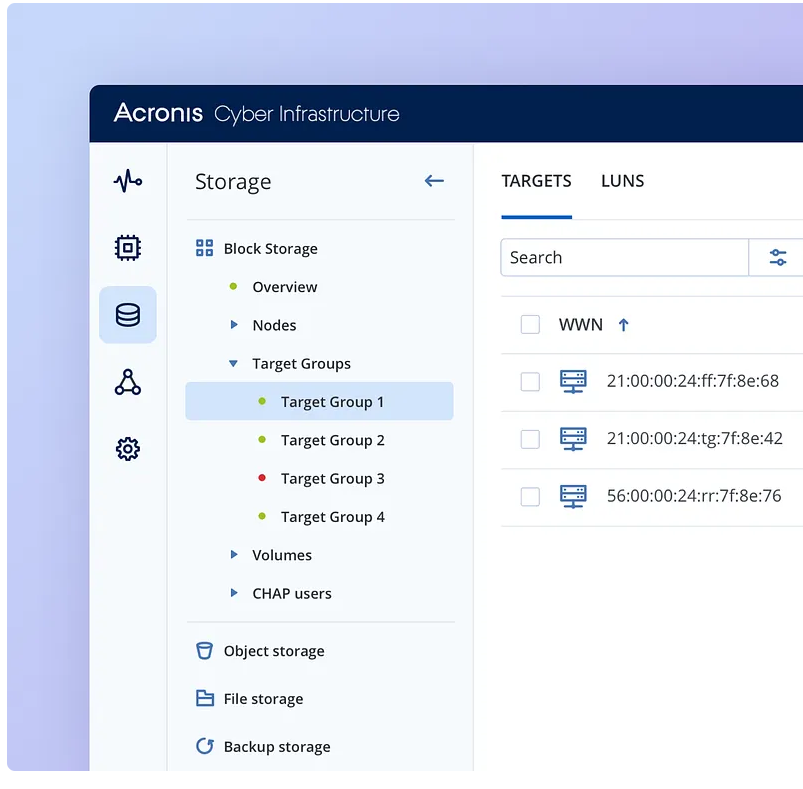 Acronis Cyber Infrastructure
Storage
Block Storage
Overview
Nodes
Target Groups
Target Group 1
Target Group 2
Target Group 3
Target Group 4
Volumes
CHAP users
Object storage
File storage
Backup storage
TARGETS LUNS
Search
WWN
21:00:00:24:ff:7f:8e:68
21:00:00:24:tg:7f:8e:42
56:00:00:24:rr:7f:8e:76